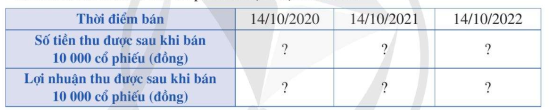 Thời điểm bán 14/10/2020 14/10/2021 14/10/2022
Số tiền thu được sau khi bán
10 000 cổ phiếu (đồng) ? ? ?
Lợi nhuận thu được sau khi bán
10 000 cổ phiếu (đồng) ? ? ?